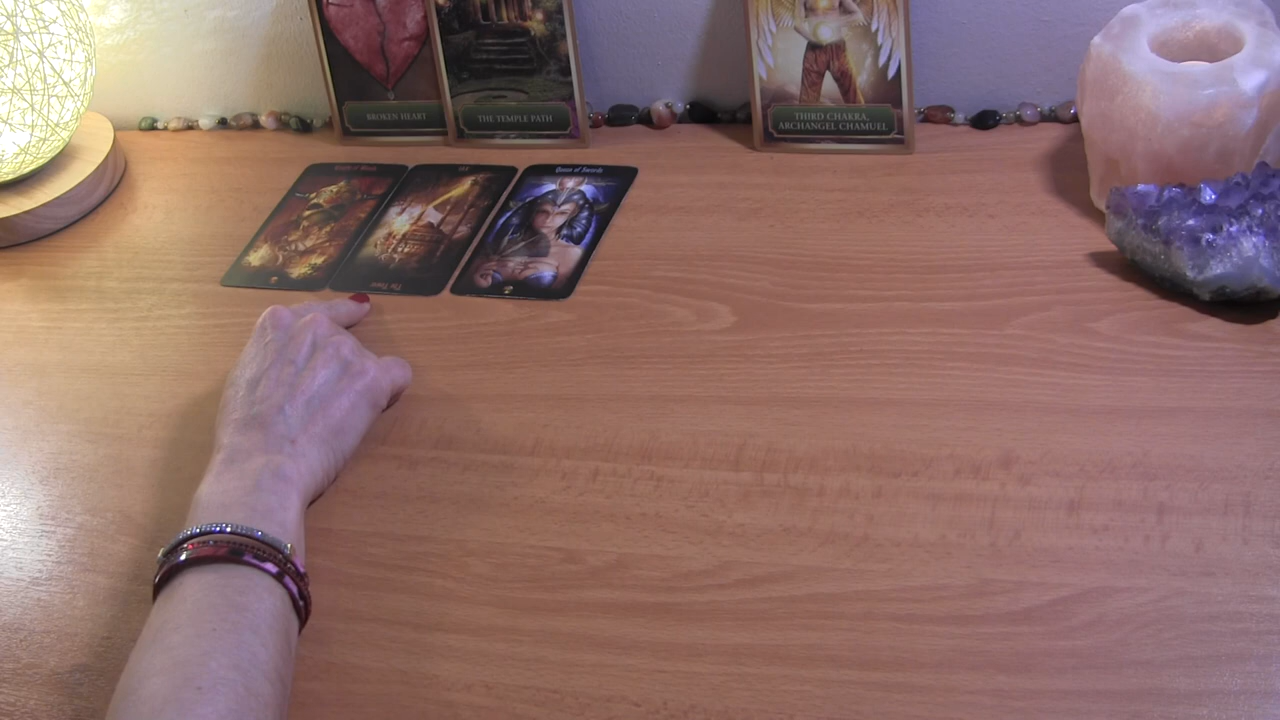 BROKEN HEART
THE TEMPLE PATH
THIRD CHAKRA,
ARCHANGEL CHAMUEL
Queen of Swords